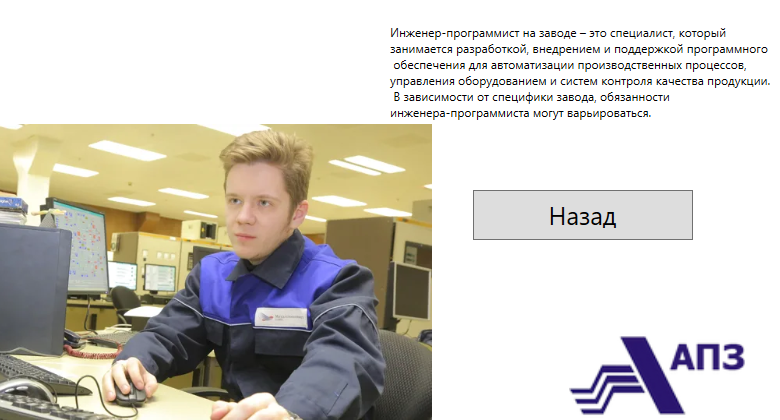 Инженер-программист на заводе – это специалист, который
занимается разработкой, внедрением и поддержкой программного
обеспечения для автоматизации производственных процессов,
управления оборудованием и систем контроля качества продукции.
В зависимости от специфики завода, обязанности
инженера-программиста могут варьироваться.
Назад
АПЗ